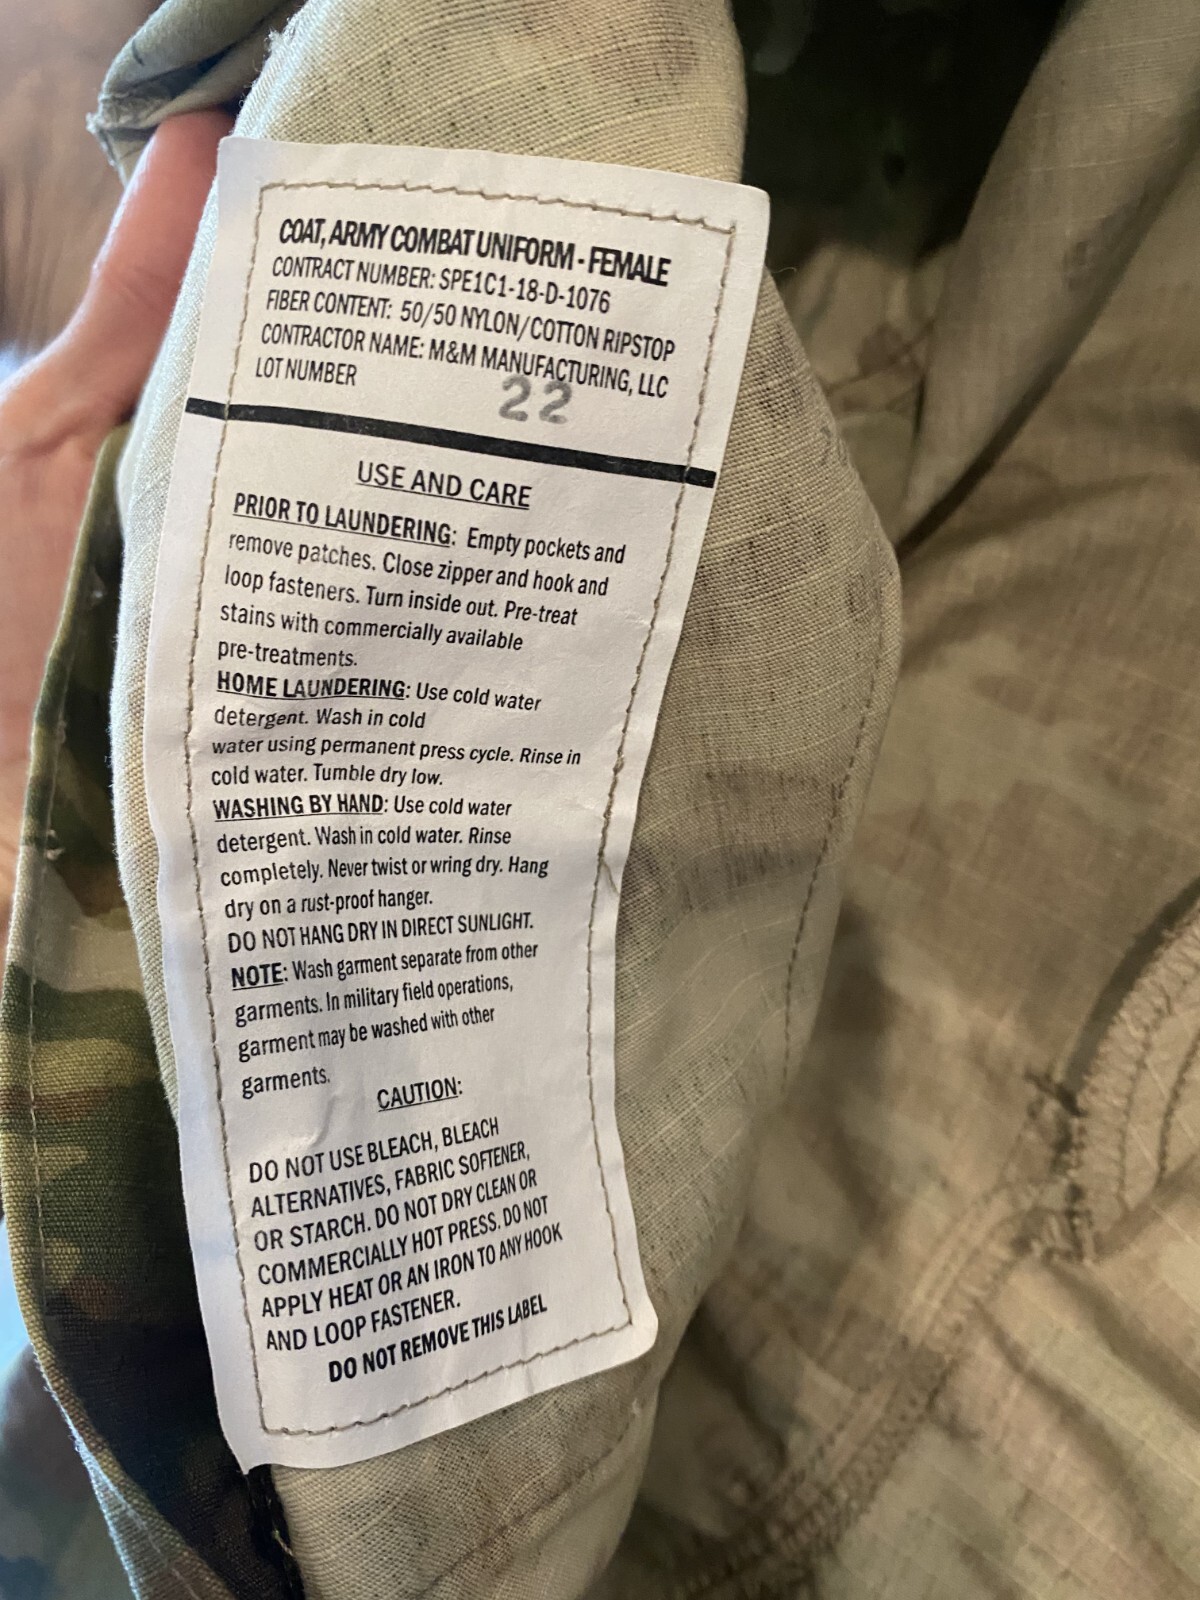 COAT, ARMY COMBAT UNIFORM - FEMALE
CONTRACT NUMBER: SPE1C1-18-D-1076
FIBER CONTENT: 50/50 NYLON/COTTON RIPSTOP
CONTRACTOR NAME: M&M MANUFACTURING, LLC
LOT NUMBER 22
USE AND CARE
PRIOR TO LAUNDERING: Empty pockets and
remove patches. Close zipper and hook and
loop fasteners. Turn inside out. Pre-treat
stains with commercially available
pre-treatments.
HOME LAUNDERING: Use cold water
detergent. Wash in cold
water using permanent press cycle. Rinse in
cold water. Tumble dry low.
WASHING BY HAND: Use cold water
detergent. Wash in cold water. Rinse
completely. Never twist or wring dry. Hang
dry on a rust-proof hanger.
DO NOT HANG DRY IN DIRECT SUNLIGHT.
NOTE: Wash garment separate from other
garments. In military field operations,
garment may be washed with other
garments.
CAUTION:
DO NOT USE BLEACH, BLEACH
ALTERNATIVES, FABRIC SOFTENER,
OR STARCH. DO NOT DRY CLEAN OR
COMMERCIALLY HOT PRESS. DO NOT
APPLY HEAT OR AN IRON TO ANY HOOK
AND LOOP FASTENER.
DO NOT REMOVE THIS LABEL